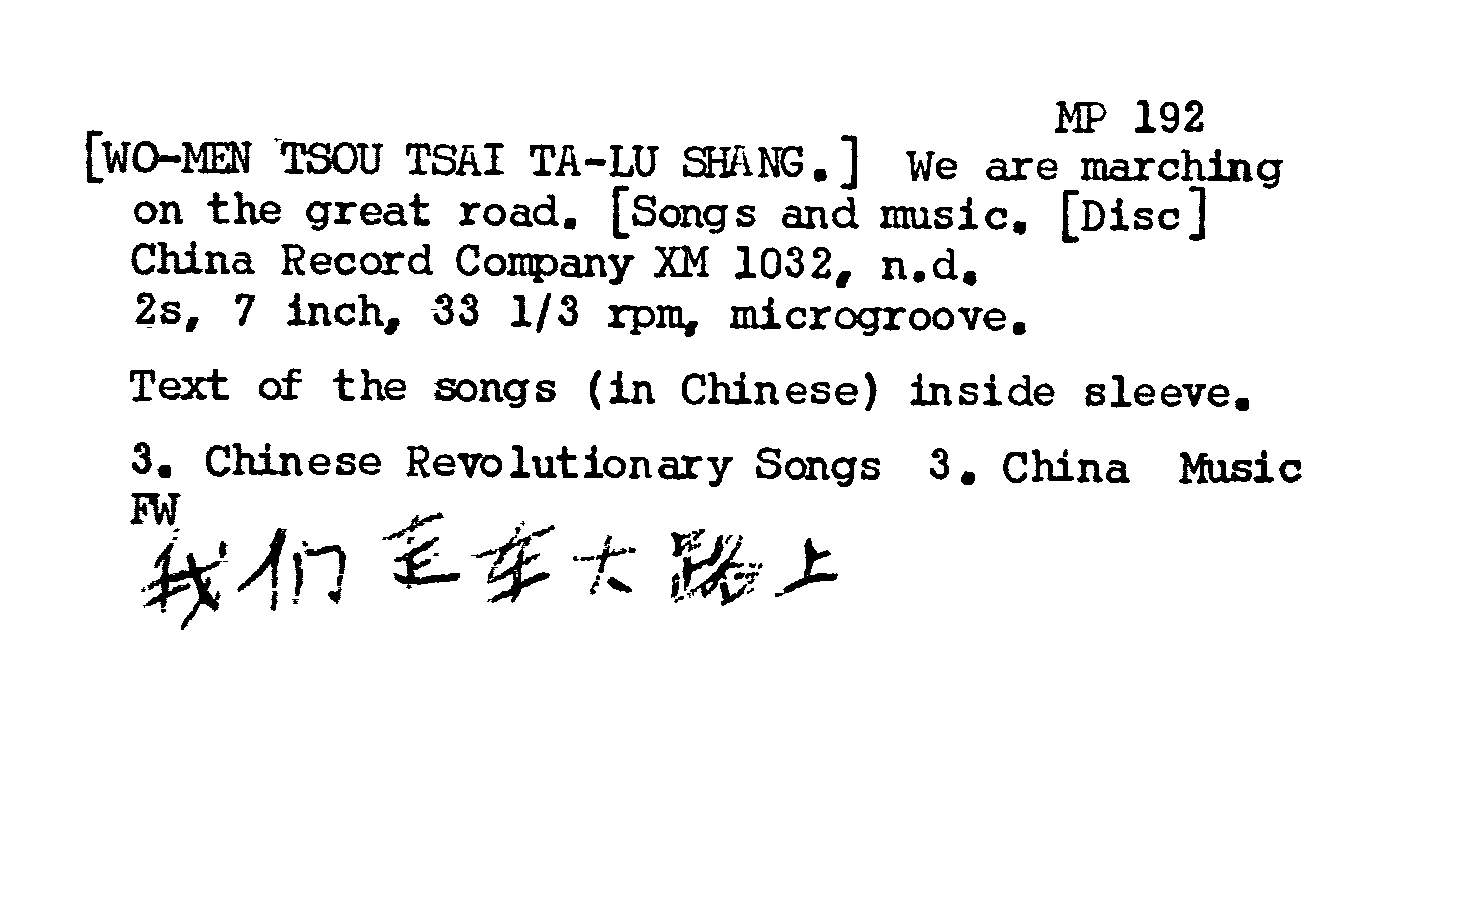 MP 192
[WO-MEN TSOU TSAI TA-LU SHANG.] We are marching
on the great road. [Songs and music. [Disc]
China Record Company XM 1032, n.d.
2s, 7 inch, 33 1/3 rpm, microgroove.
Text of the songs (in Chinese) inside sleeve.
3. Chinese Revolutionary Songs 3. China Music
FW
我们走在大路上